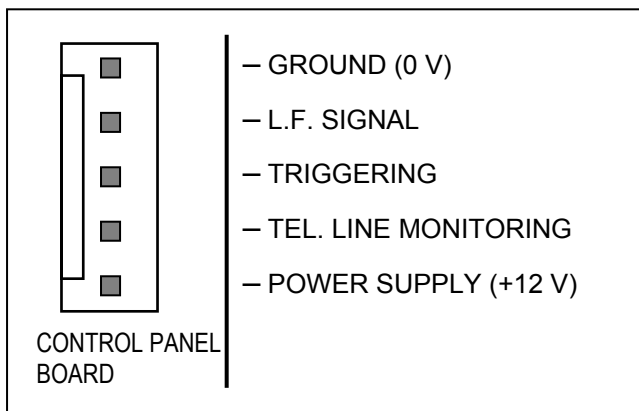 – GROUND (0 V)
– L.F. SIGNAL
– TRIGGERING
– TEL. LINE MONITORING
– POWER SUPPLY (+12 V)
CONTROL PANEL
BOARD